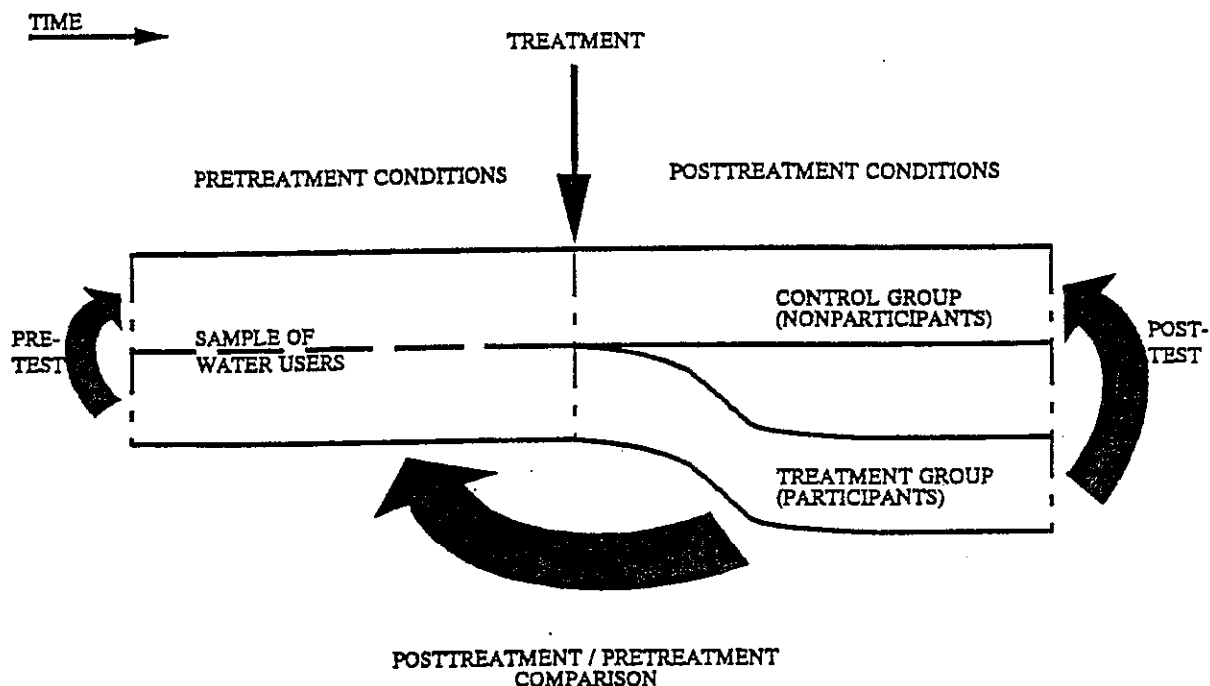 TIME
TREATMENT
PRETREATMENT CONDITIONS
POSTTREATMENT CONDITIONS
CONTROL GROUP
(NONPARTICIPANTS)
PRE-
TEST
SAMPLE OF
WATER USERS
POST-
TEST
TREATMENT GROUP
(PARTICIPANTS)
POSTTREATMENT / PRETREATMENT
COMPARISON